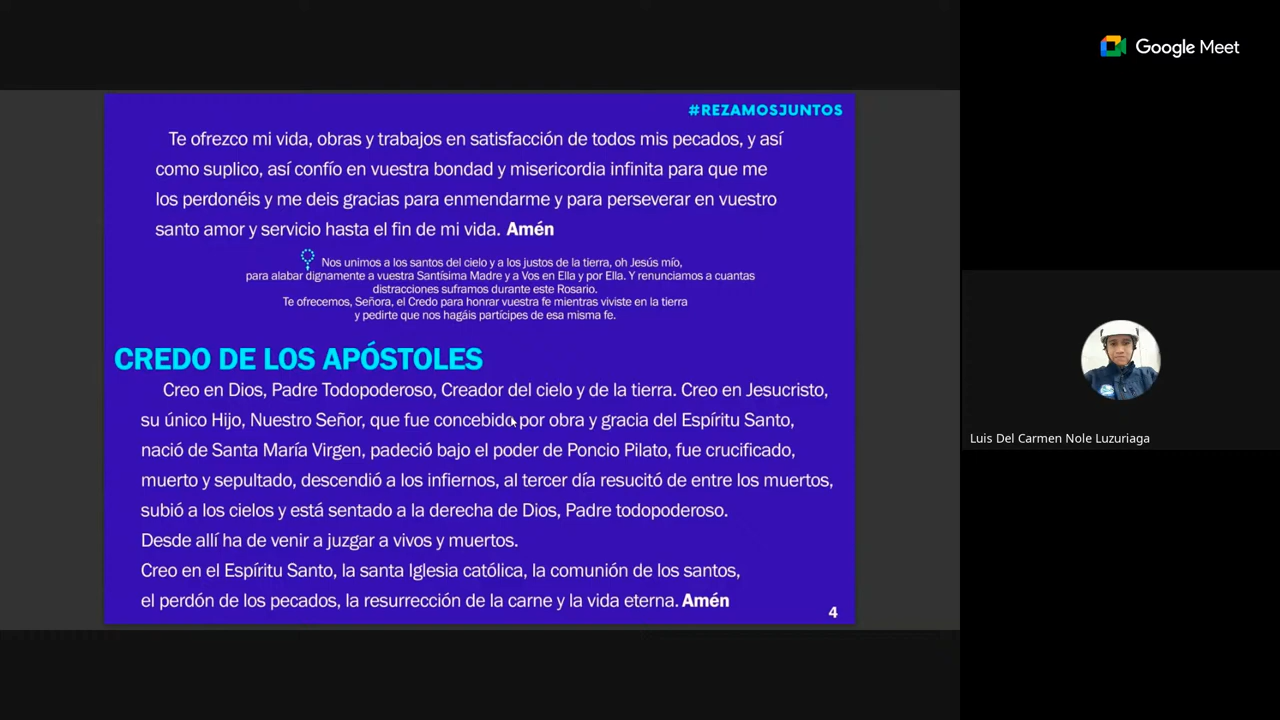 Google Meet
#REZAMOSJUNTOS
Te ofrezco mi vida, obras y trabajos en satisfacción de todos mis pecados, y así
como suplico, así confío en vuestra bondad y misericordia infinita para que me
los perdonéis y me deis gracias para enmendarme y para perseverar en vuestro
santo amor y servicio hasta el fin de mi vida. Amén
Nos unimos a los santos del cielo y a los justos de la tierra, oh Jesús mío,
para alabar dignamente a vuestra Santísima Madre y a Vos en Ella y por Ella. Y renunciamos a cuantas
distracciones suframos durante este Rosario.
Te ofrecemos, Señora, el Credo para honrar vuestra fe mientras viviste en la tierra
y pedirte que nos hagáis partícipes de esa misma fe.
CREDO DE LOS APÓSTOLES
Creo en Dios, Padre Todopoderoso, Creador del cielo y de la tierra. Creo en Jesucristo,
su único Hijo, Nuestro Señor, que fue concebido por obra y gracia del Espíritu Santo,
nació de Santa María Virgen, padeció bajo el poder de Poncio Pilato, fue crucificado,
muerto y sepultado, descendió a los infiernos, al tercer día resucitó de entre los muertos,
subió a los cielos y está sentado a la derecha de Dios, Padre todopoderoso.
Desde allí ha de venir a juzgar a vivos y muertos.
Creo en el Espíritu Santo, la santa Iglesia católica, la comunión de los santos,
el perdón de los pecados, la resurrección de la carne y la vida eterna. Amén
4
Luis Del Carmen Nole Luzuriaga